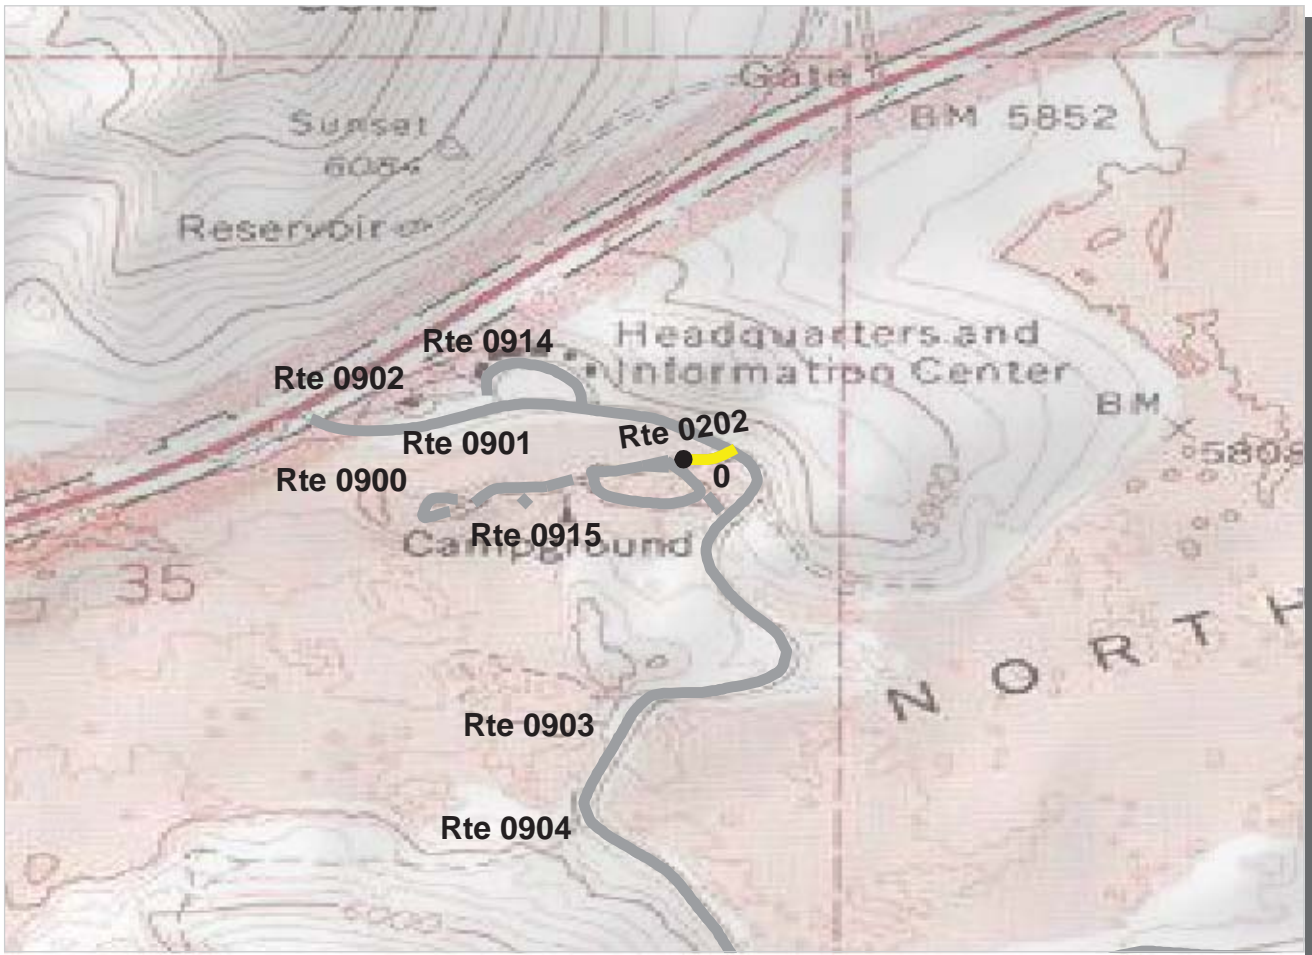 Gate
BM 5852
Sunset
6084
Reservoir
Rte 0914
Headquarters and
Information Center
Rte 0902
BM
5808
Rte 0202
Rte 0901
0
Rte 0900
5900
Rte 0915
Campground
35
NORTH
Rte 0903
Rte 0904
6000